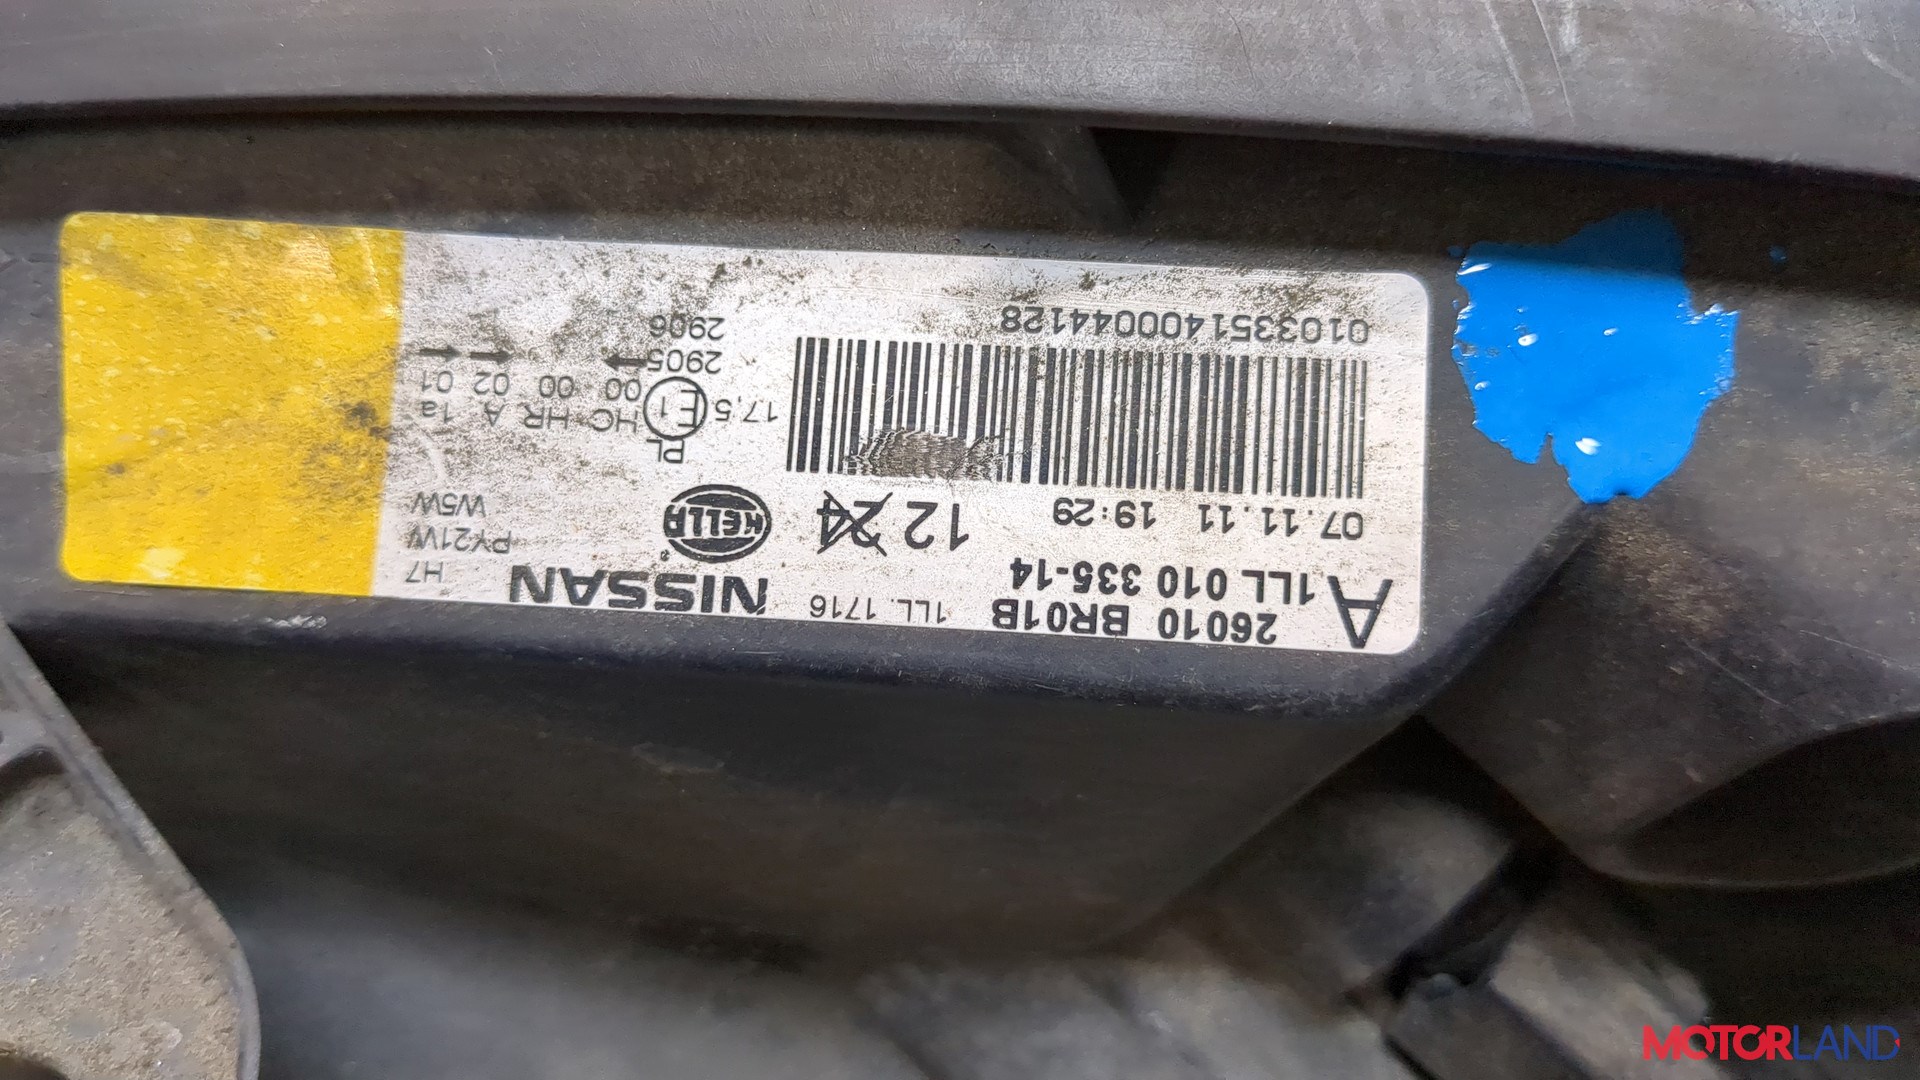 A 26010 BR01B 1LL. 1716 NISSAN H7
1LL 010 335-14
PY21W
07.11.11 19:29 12 24 HELLA W5W
PL
17,5 E1 HC HR A 1a
00 00 02 01
2905
2906
0103351400044128
MOTORLAND